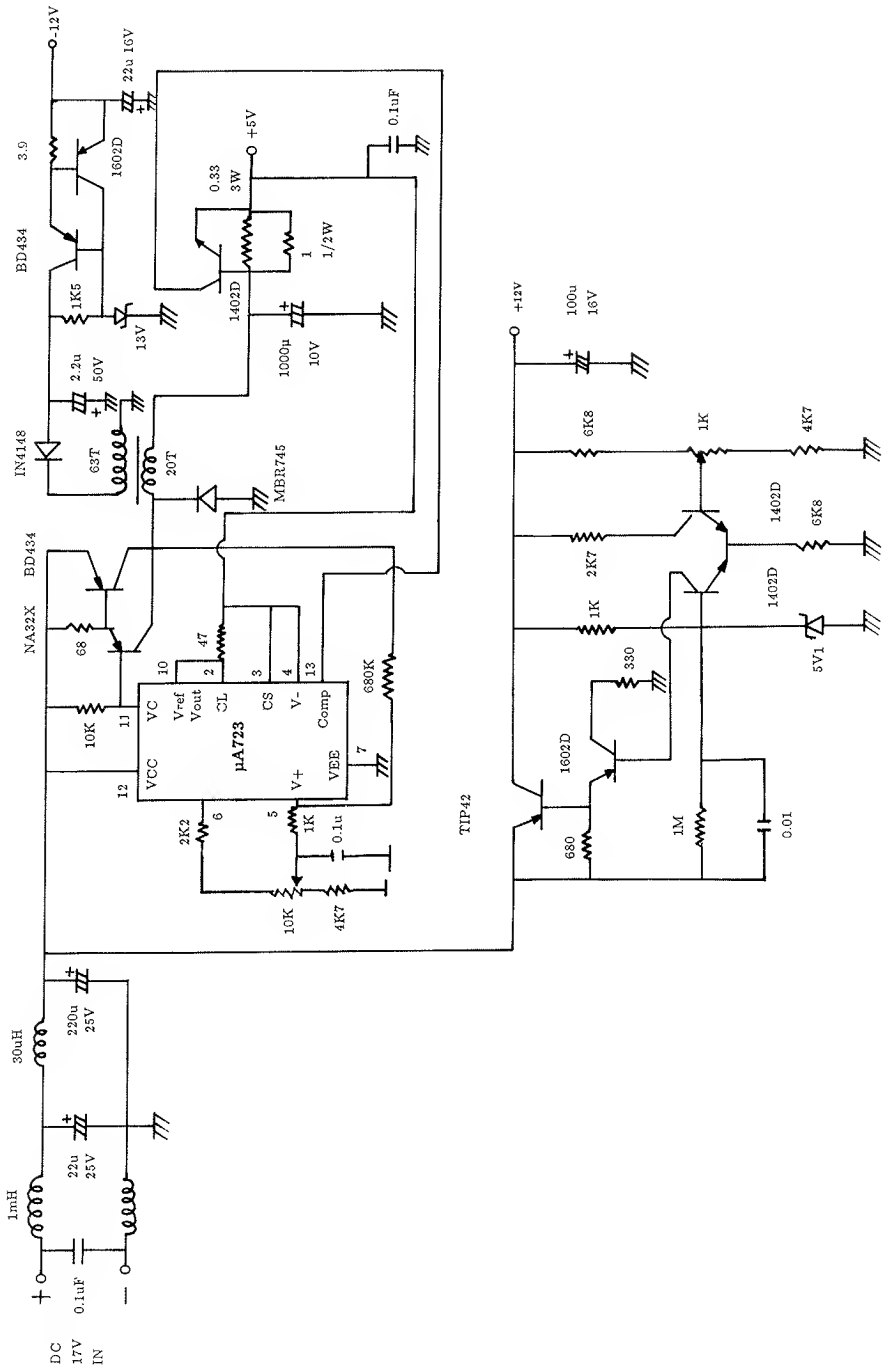 DC
17V
IN
+
−
0.1uF
1mH
22u
25V
+
30uH
220u
25V
+
10K
68
NA32X
BD434
IN4148
63T
20T
2.2u
50V
+
1K5
13V
BD434
3.9
1602D
22u 16V
+
-12V
MBR745
12
11
VCC
VC
10
Vref
2
Vout
CL
3
CS
4
V-
13
Comp
μA723
V+
VEE
7
6
5
47
680K
2K2
1K
0.1u
10K
4K7
1402D
1000μ
10V
+
0.33
3W
1
1/2W
+5V
0.1uF
TIP42
1602D
680
330
1M
0.01
1K
5V1
2K7
1402D
1402D
6K8
6K8
1K
4K7
+12V
100u
16V
+